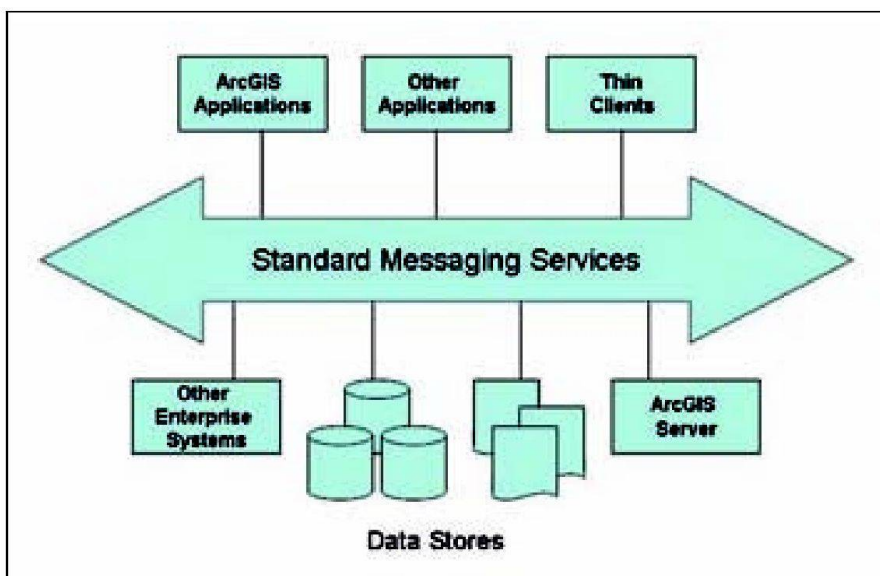 ArcGIS
Applications
Other
Applications
Thin
Clients
Standard Messaging Services
Other
Enterprise
Systems
ArcGIS
Server
Data Stores